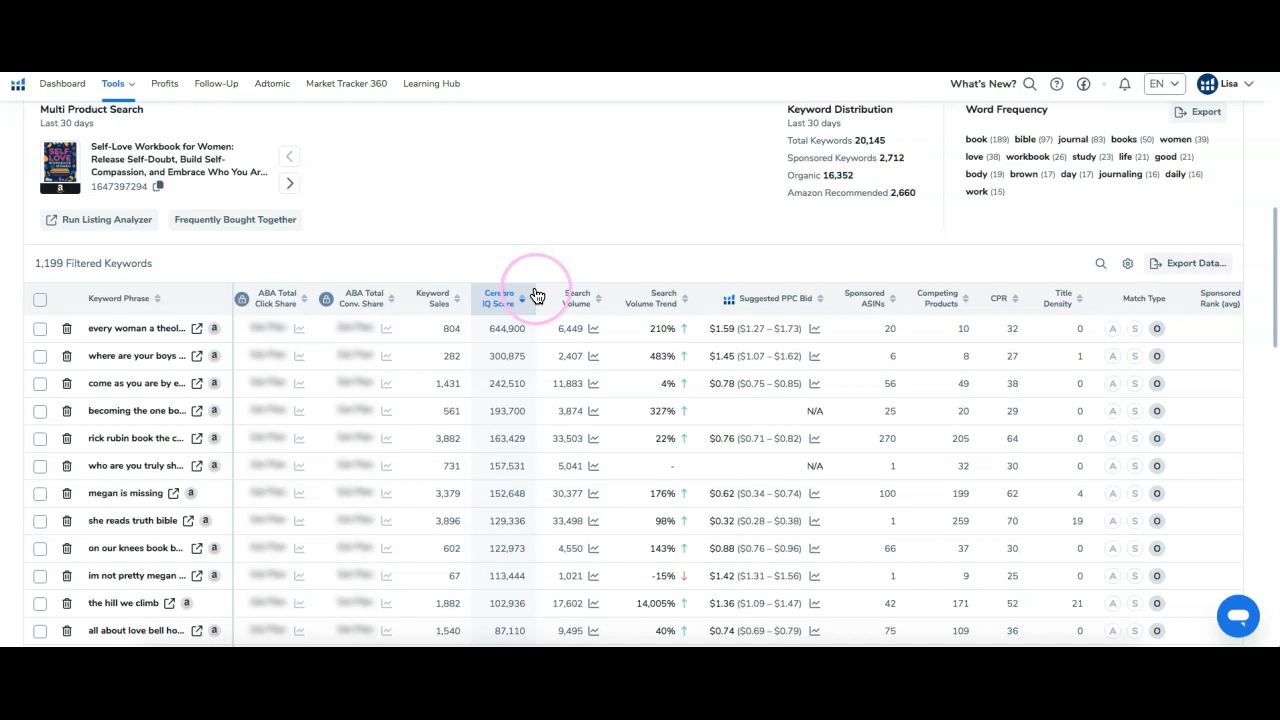 Dashboard Tools Profits Follow-Up Adtomic Market Tracker 360 Learning Hub What's New? EN Lisa
Multi Product Search
Last 30 days
Self-Love Workbook for Women:
Release Self-Doubt, Build Self-
Compassion, and Embrace Who You Ar...
1647397294
Run Listing Analyzer Frequently Bought Together
Keyword Distribution
Last 30 days
Total Keywords 20,145
Sponsored Keywords 2,712
Organic 16,352
Amazon Recommended 2,660
Word Frequency
Export
book (189) bible (97) journal (83) books (50) women (39)
love (38) workbook (26) study (23) life (21) good (21)
body (19) brown (17) day (17) journaling (16) daily (16)
work (15)
1,199 Filtered Keywords
Export Data...
Keyword Phrase ABA Total Click Share ABA Total Conv. Share Keyword Sales Cerebro IQ Score Search Volume Search Volume Trend Suggested PPC Bid Sponsored ASINs Competing Products CPR Title Density Match Type Sponsored Rank (avg)
every woman a theol... a 804 644,900 6,449 210% ↑ $1.59 ($1.27 – $1.73) 20 10 32 0 A S O
where are your boys ... a 282 300,875 2,407 483% ↑ $1.45 ($1.07 – $1.62) 6 8 27 1 A S O
come as you are by e... a 1,431 242,510 11,883 4% ↑ $0.78 ($0.75 – $0.85) 56 49 38 0 A S O
becoming the one bo... a 561 193,700 3,874 327% ↑ N/A 25 20 29 0 A S O
rick rubin book the c... a 3,882 163,429 33,503 22% ↑ $0.76 ($0.71 – $0.82) 270 205 64 0 A S O
who are you truly sh... a 731 157,531 5,041 - N/A 1 32 30 0 A S O
megan is missing a 3,379 152,648 30,377 176% ↑ $0.62 ($0.34 – $0.74) 100 199 62 4 A S O
she reads truth bible a 3,896 129,336 33,498 98% ↑ $0.32 ($0.28 – $0.38) 1 259 70 19 A S O
on our knees book b... a 602 122,973 4,550 143% ↑ $0.88 ($0.76 – $0.96) 66 37 30 0 A S O
im not pretty megan ... a 67 113,444 1,021 -15% ↓ $1.42 ($1.31 – $1.56) 1 9 25 0 A S O
the hill we climb a 1,882 102,936 17,602 14,005% ↑ $1.36 ($1.09 – $1.47) 42 171 52 21 A S O
all about love bell ho... a 1,540 87,110 9,495 40% ↑ $0.74 ($0.69 – $0.79) 75 109 36 0 A S O